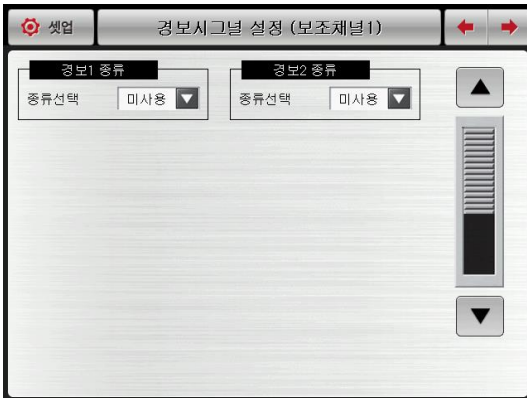 셋업
경보시그널 설정 (보조채널1)
경보1 종류
종류선택 미사용
경보2 종류
종류선택 미사용